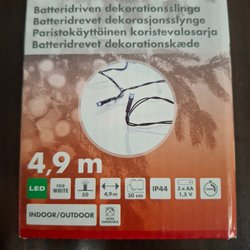 Batteridriven dekorationsslinga
Batteridrevet dekorasjonsslynge
Paristokäyttöinen koristevalosarja
Batteridrevet dekorationskæde
4,9 m
LED
COLD
WHITE
50
4,9 m
30 cm
IP44
3 x AA
1,5 V
INDOOR/OUTDOOR